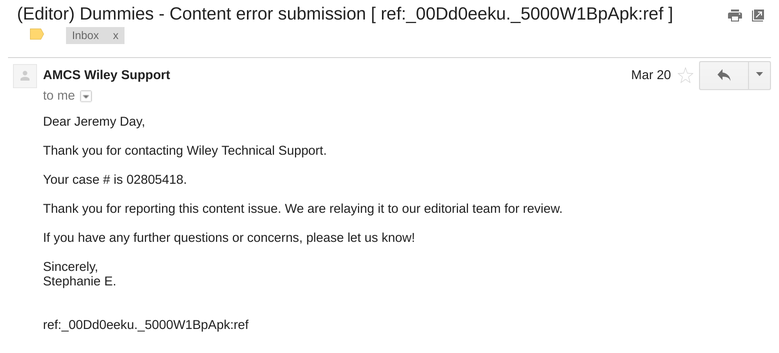 (Editor) Dummies - Content error submission [ ref:_00Dd0eeku._5000W1BpApk:ref ]
Inbox x
AMCS Wiley Support Mar 20
to me
Dear Jeremy Day,
Thank you for contacting Wiley Technical Support.
Your case # is 02805418.
Thank you for reporting this content issue. We are relaying it to our editorial team for review.
If you have any further questions or concerns, please let us know!
Sincerely,
Stephanie E.
ref:_00Dd0eeku._5000W1BpApk:ref